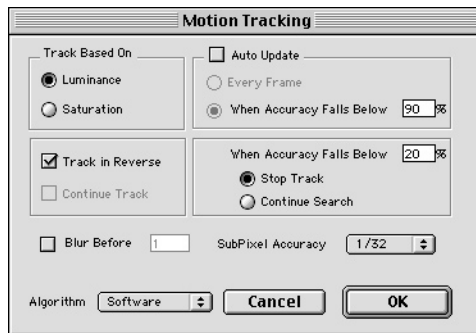 Motion Tracking
Track Based On
Luminance
Saturation
Auto Update
Every Frame
When Accuracy Falls Below 90 %
Track in Reverse
Continue Track
When Accuracy Falls Below 20 %
Stop Track
Continue Search
Blur Before 1
SubPixel Accuracy 1/32
Algorithm Software
Cancel
OK